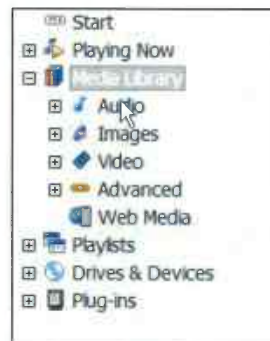 Start
Playing Now
Media Library
Audio
Images
Video
Advanced
Web Media
Playlists
Drives & Devices
Plug-ins